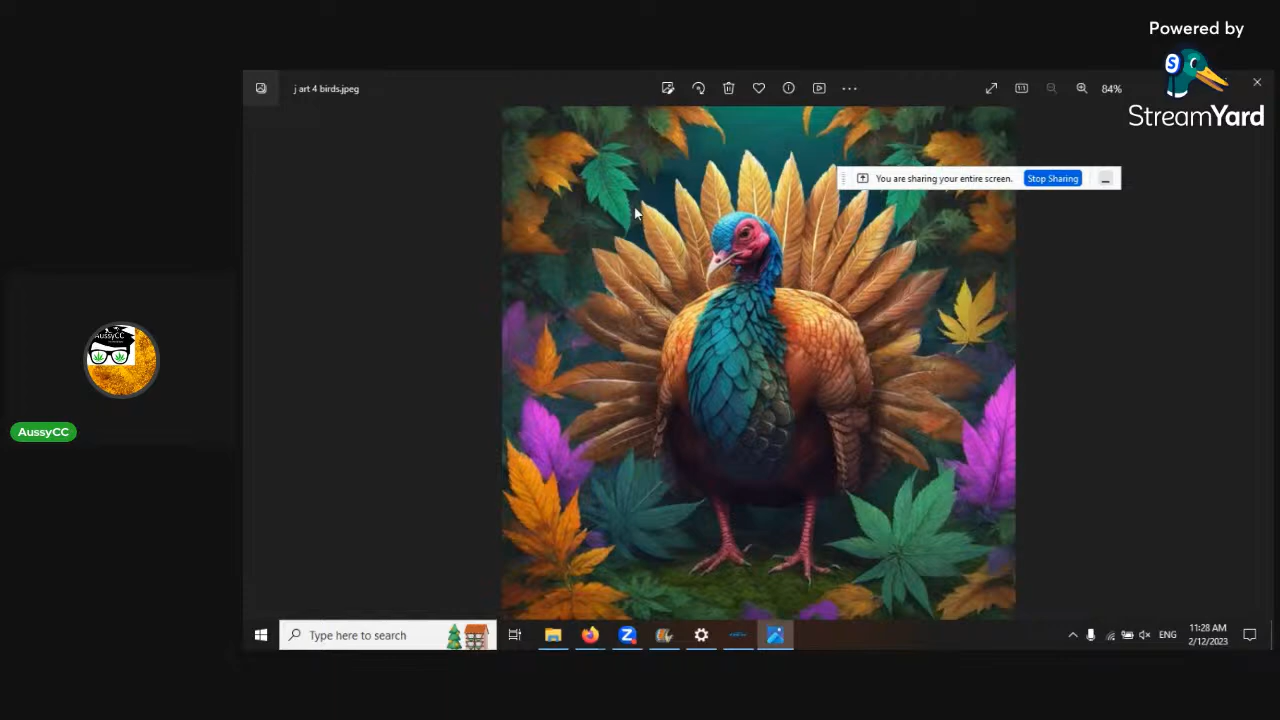 Powered by
S
StreamYard
j art 4 birds.jpeg
84%
You are sharing your entire screen.
Stop Sharing
AussyCC
AussyCC
Type here to search
ENG
11:28 AM
2/12/2023